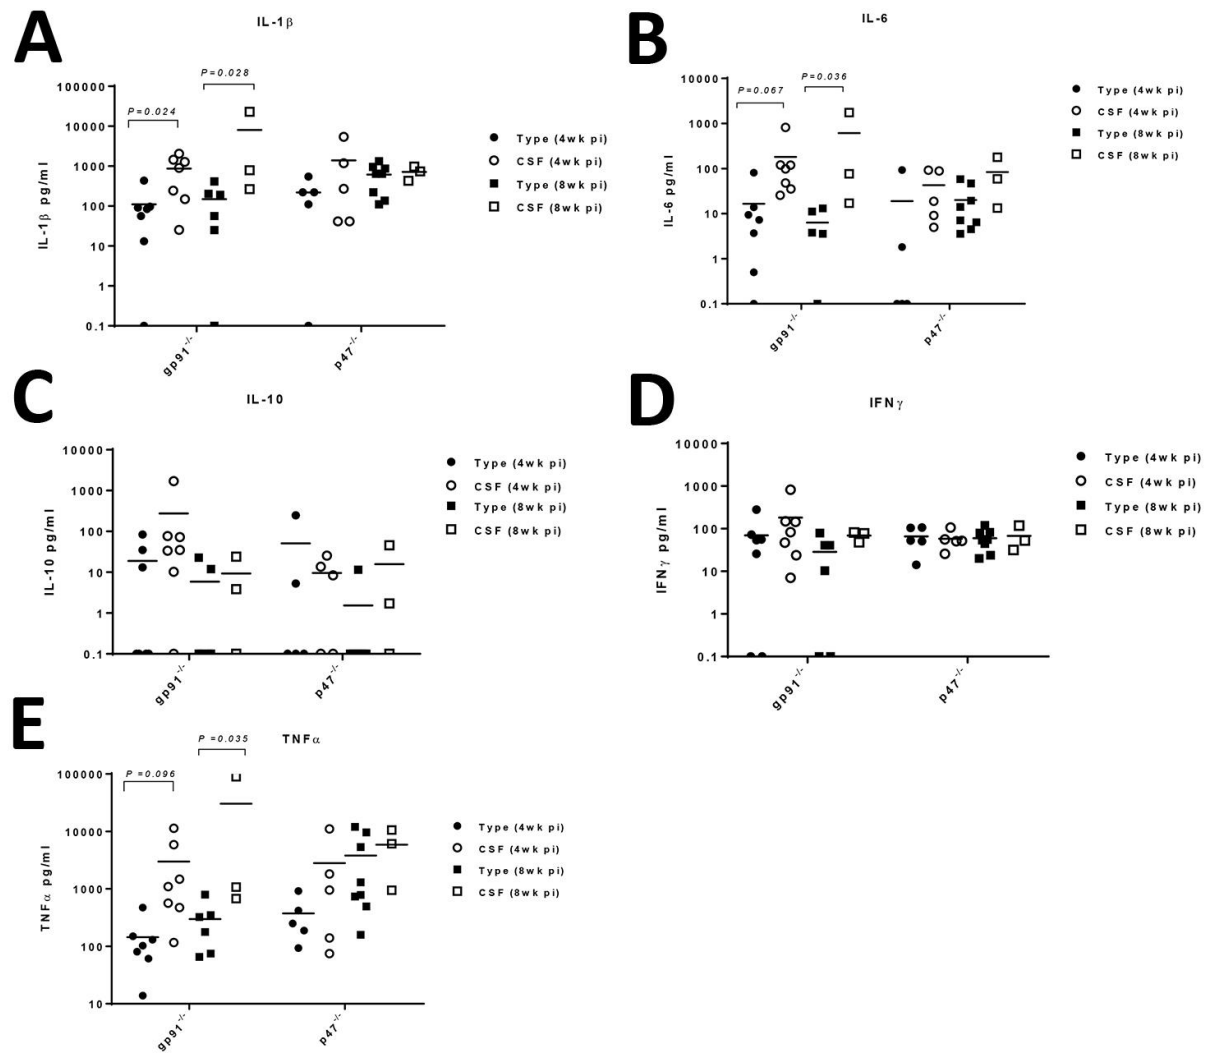 A
IL-1β
P=0.028
P=0.024
100000
10000
1000
100
10
1
0.1
IL-1β pg/ml
gp91-/-
p47-/-
Type (4wk pi)
CSF (4wk pi)
Type (8wk pi)
CSF (8wk pi)
B
IL-6
P=0.036
P=0.067
10000
1000
100
10
1
0.1
IL-6 pg/ml
gp91-/-
p47-/-
Type (4wk pi)
CSF (4wk pi)
Type (8wk pi)
CSF (8wk pi)
C
IL-10
10000
1000
100
10
1
0.1
IL-10 pg/ml
gp91-/-
p47-/-
Type (4wk pi)
CSF (4wk pi)
Type (8wk pi)
CSF (8wk pi)
D
IFNγ
10000
1000
100
10
1
0.1
IFNγ pg/ml
gp91-/-
p47-/-
Type (4wk pi)
CSF (4wk pi)
Type (8wk pi)
CSF (8wk pi)
E
TNFα
P=0.035
P =0.096
100000
10000
1000
100
10
TNFα pg/ml
gp91-/-
p47-/-
Type (4wk pi)
CSF (4wk pi)
Type (8wk pi)
CSF (8wk pi)